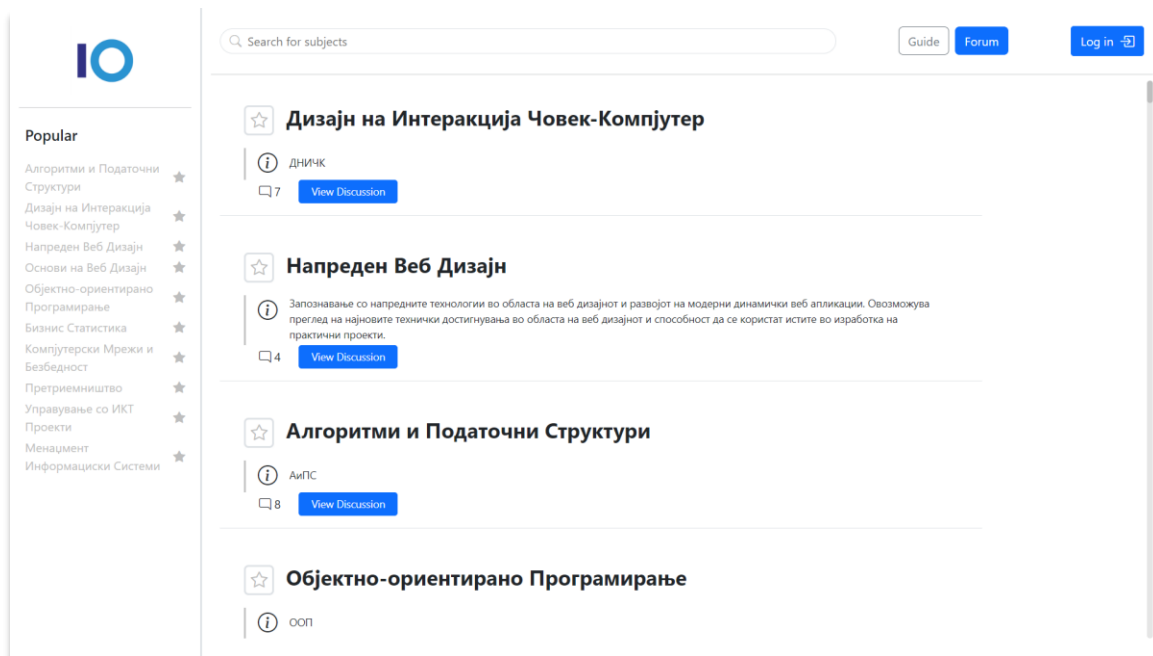 IO
Search for subjects
Guide
Forum
Log in
Popular
Алгоритми и Податочни
Структури
Дизајн на Интеракција
Човек-Компјутер
Напреден Веб Дизајн
Основи на Веб Дизајн
Објектно-ориентирано
Програмирање
Бизнис Статистика
Компјутерски Мрежи и
Безбедност
Претприемништво
Управување со ИКТ
Проекти
Менаџмент
Информациски Системи
Дизајн на Интеракција Човек-Компјутер
ДНИЧК
7
View Discussion
Напреден Веб Дизајн
Запознавање со напредните технологии во областа на веб дизајнот и развојот на модерни динамички веб апликации. Овозможува
преглед на најновите технички достигнувања во областа на веб дизајнот и способност да се користат истите во изработка на
практични проекти.
4
View Discussion
Алгоритми и Податочни Структури
АиПС
8
View Discussion
Објектно-ориентирано Програмирање
ООП